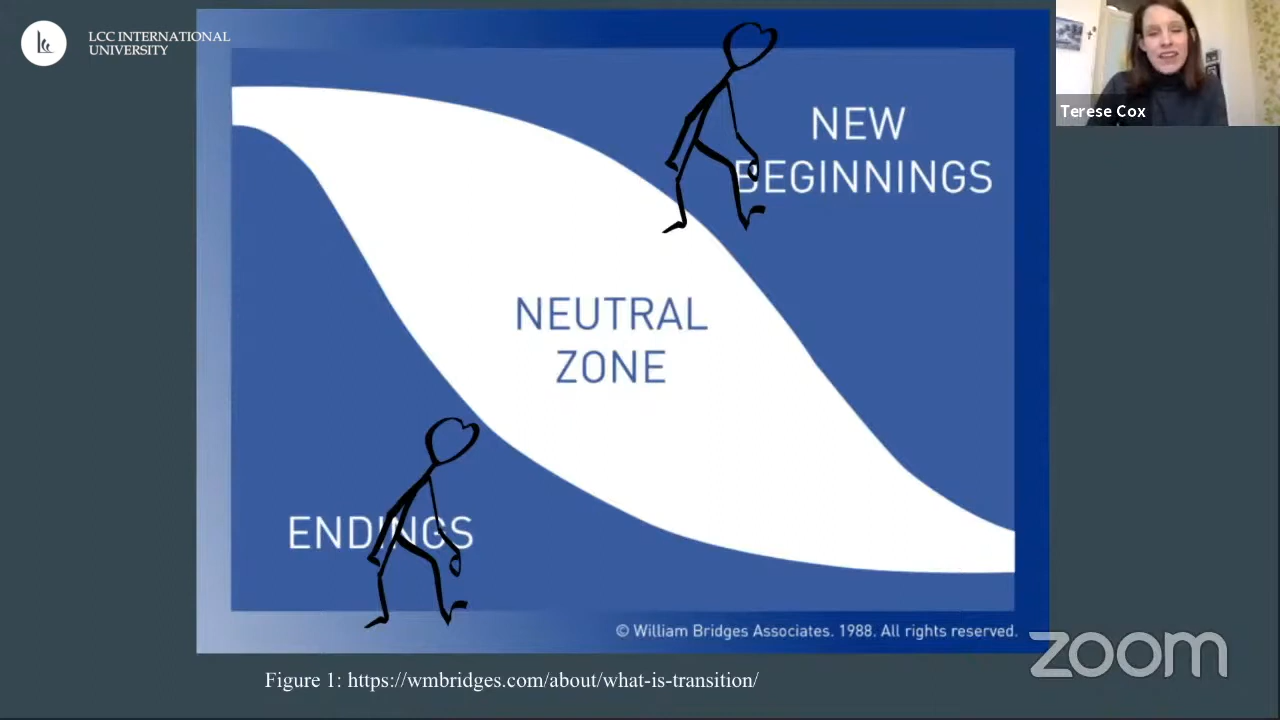 LCC INTERNATIONAL
UNIVERSITY
Terese Cox
NEW
BEGINNINGS
NEUTRAL
ZONE
ENDINGS
© William Bridges Associates. 1988. All rights reserved.
zoom
Figure 1: https://wmbridges.com/about/what-is-transition/